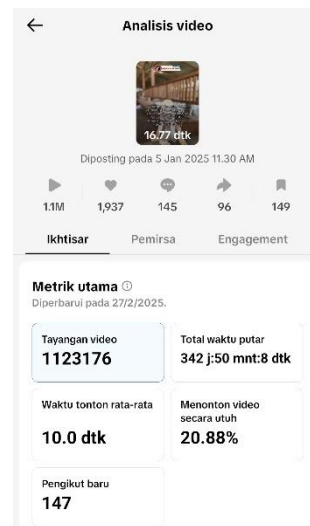 Analisis video
16.77 dtk
Diposting pada 5 Jan 2025 11.30 AM
1.1M 1,937 145 96 149
Ikhtisar Pemirsa Engagement
Metrik utama
Diperbarui pada 27/2/2025.
Tayangan video
1123176
Total waktu putar
342 j:50 mnt:8 dtk
Waktu tonton rata-rata
10.0 dtk
Menonton video
secara utuh
20.88%
Pengikut baru
147